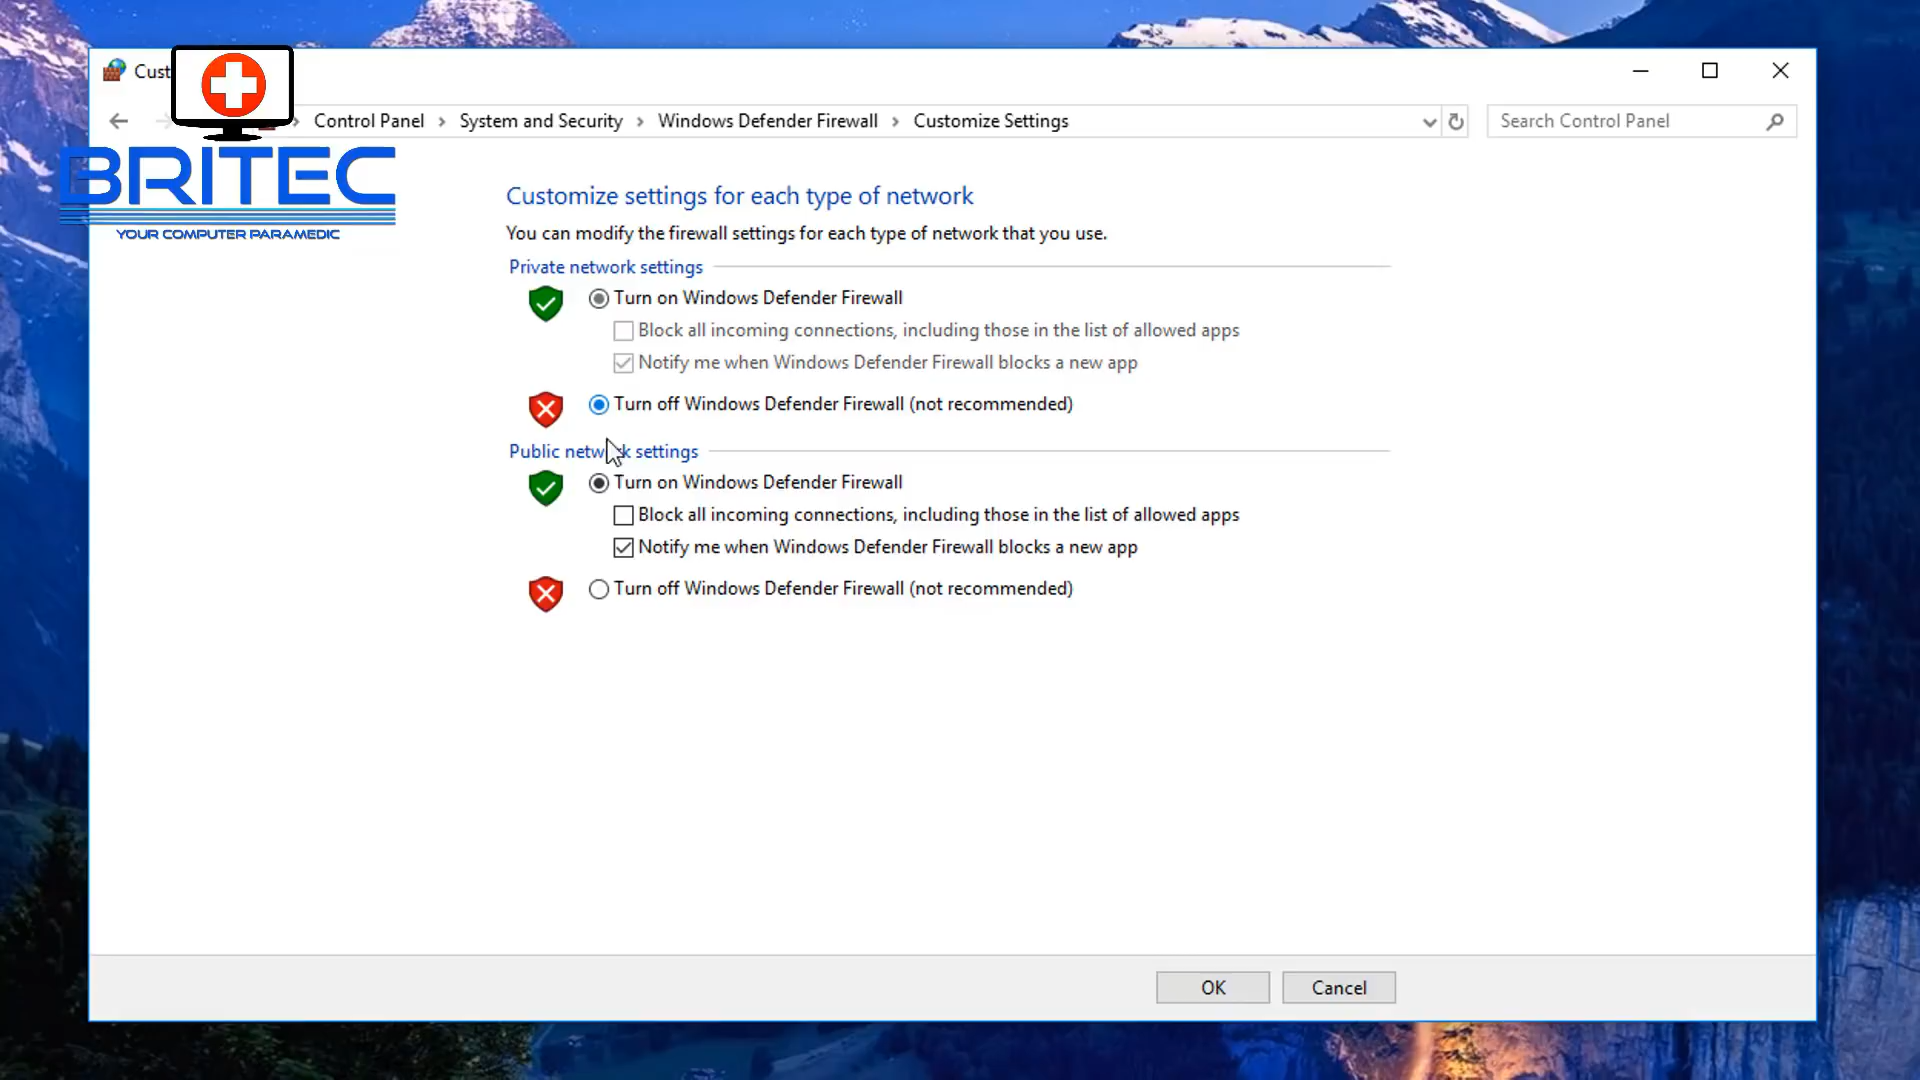 Cust
Control Panel > System and Security > Windows Defender Firewall > Customize Settings
Search Control Panel
BRITEC
YOUR COMPUTER PARAMEDIC
Customize settings for each type of network
You can modify the firewall settings for each type of network that you use.
Private network settings
Turn on Windows Defender Firewall
Block all incoming connections, including those in the list of allowed apps
Notify me when Windows Defender Firewall blocks a new app
Turn off Windows Defender Firewall (not recommended)
Public network settings
Turn on Windows Defender Firewall
Block all incoming connections, including those in the list of allowed apps
Notify me when Windows Defender Firewall blocks a new app
Turn off Windows Defender Firewall (not recommended)
OK
Cancel